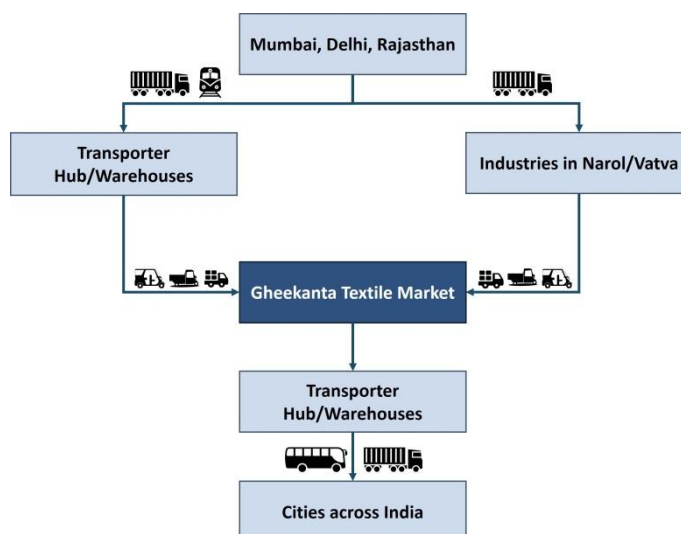 Mumbai, Delhi, Rajasthan
Transporter
Hub/Warehouses
Industries in Narol/Vatva
Gheekanta Textile Market
Transporter
Hub/Warehouses
Cities across India